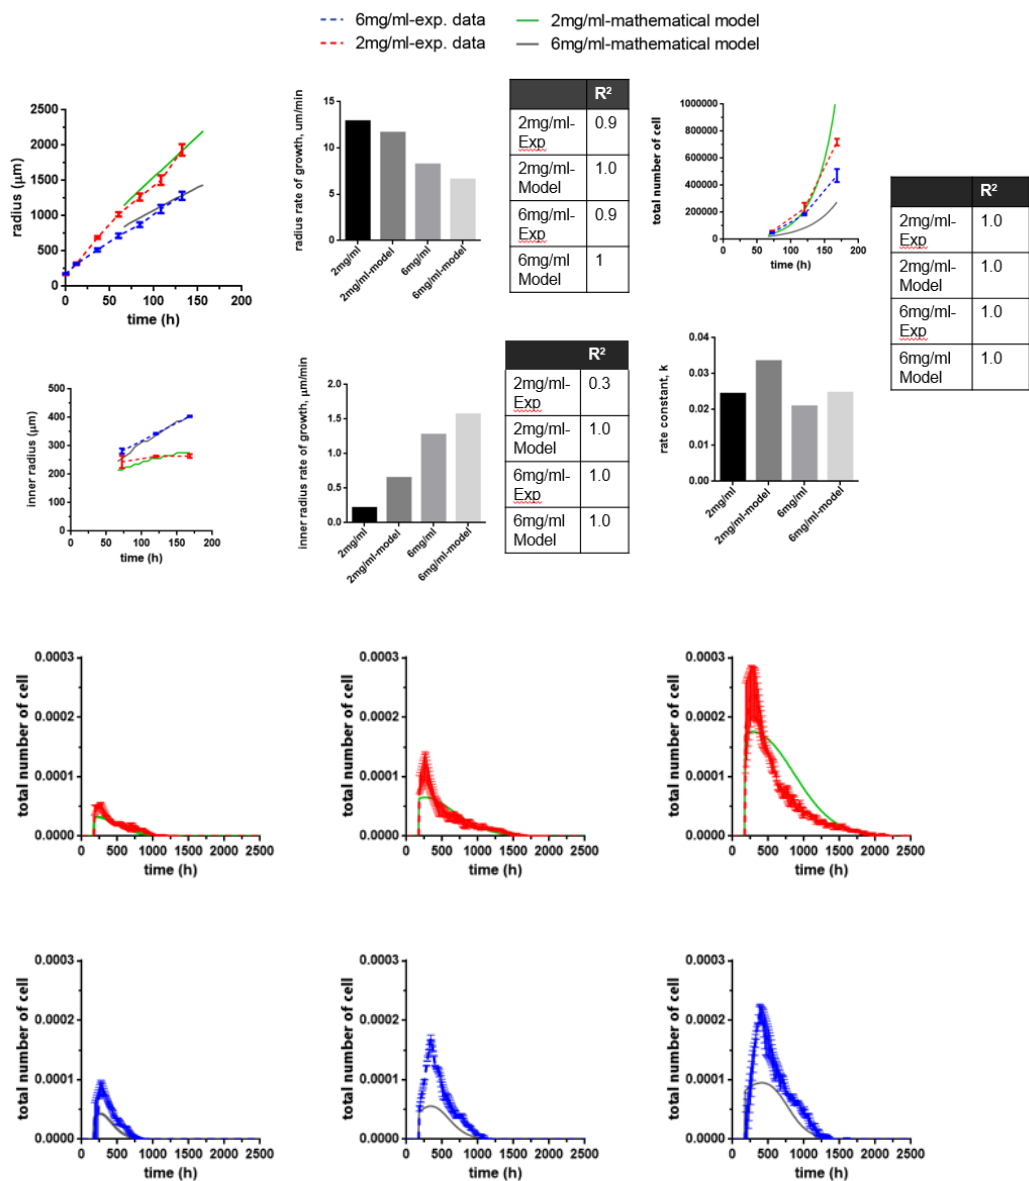 6mg/ml-exp. data
2mg/ml-mathematical model
2mg/ml-exp. data
6mg/ml-mathematical model
radius (μm)
2500
2000
1500
1000
500
0
0 50 100 150 200
time (h)
radius rate of growth, um/min
15
10
5
0
2mg/ml
2mg/ml-model
6mg/ml
6mg/ml-model
R²
2mg/ml-
Exp
0.9
2mg/ml-
Model
1.0
6mg/ml-
Exp
0.9
6mg/ml
Model
1
total number of cell
1000000
800000
600000
400000
200000
0
0 50 100 150 200
time (h)
R²
2mg/ml-
Exp
1.0
2mg/ml-
Model
1.0
6mg/ml-
Exp
1.0
6mg/ml
Model
1.0
inner radius (μm)
500
400
300
200
100
0
0 50 100 150 200
time (h)
inner radius rate of growth, μm/min
2.0
1.5
1.0
0.5
0.0
2mg/ml
2mg/ml-model
6mg/ml
6mg/ml-model
R²
2mg/ml-
Exp
0.3
2mg/ml-
Model
1.0
6mg/ml-
Exp
1.0
6mg/ml
Model
1.0
rate constant, k
0.04
0.03
0.02
0.01
0.00
2mg/ml
2mg/ml-model
6mg/ml
6mg/ml-model
total number of cell
0.0003
0.0002
0.0001
0.0000
0 500 1000 1500 2000 2500
time (h)
total number of cell
0.0003
0.0002
0.0001
0.0000
0 500 1000 1500 2000 2500
time (h)
total number of cell
0.0003
0.0002
0.0001
0.0000
0 500 1000 1500 2000 2500
time (h)
total number of cell
0.0003
0.0002
0.0001
0.0000
0 500 1000 1500 2000 2500
time (h)
total number of cell
0.0003
0.0002
0.0001
0.0000
0 500 1000 1500 2000 2500
time (h)
total number of cell
0.0003
0.0002
0.0001
0.0000
0 500 1000 1500 2000 2500
time (h)